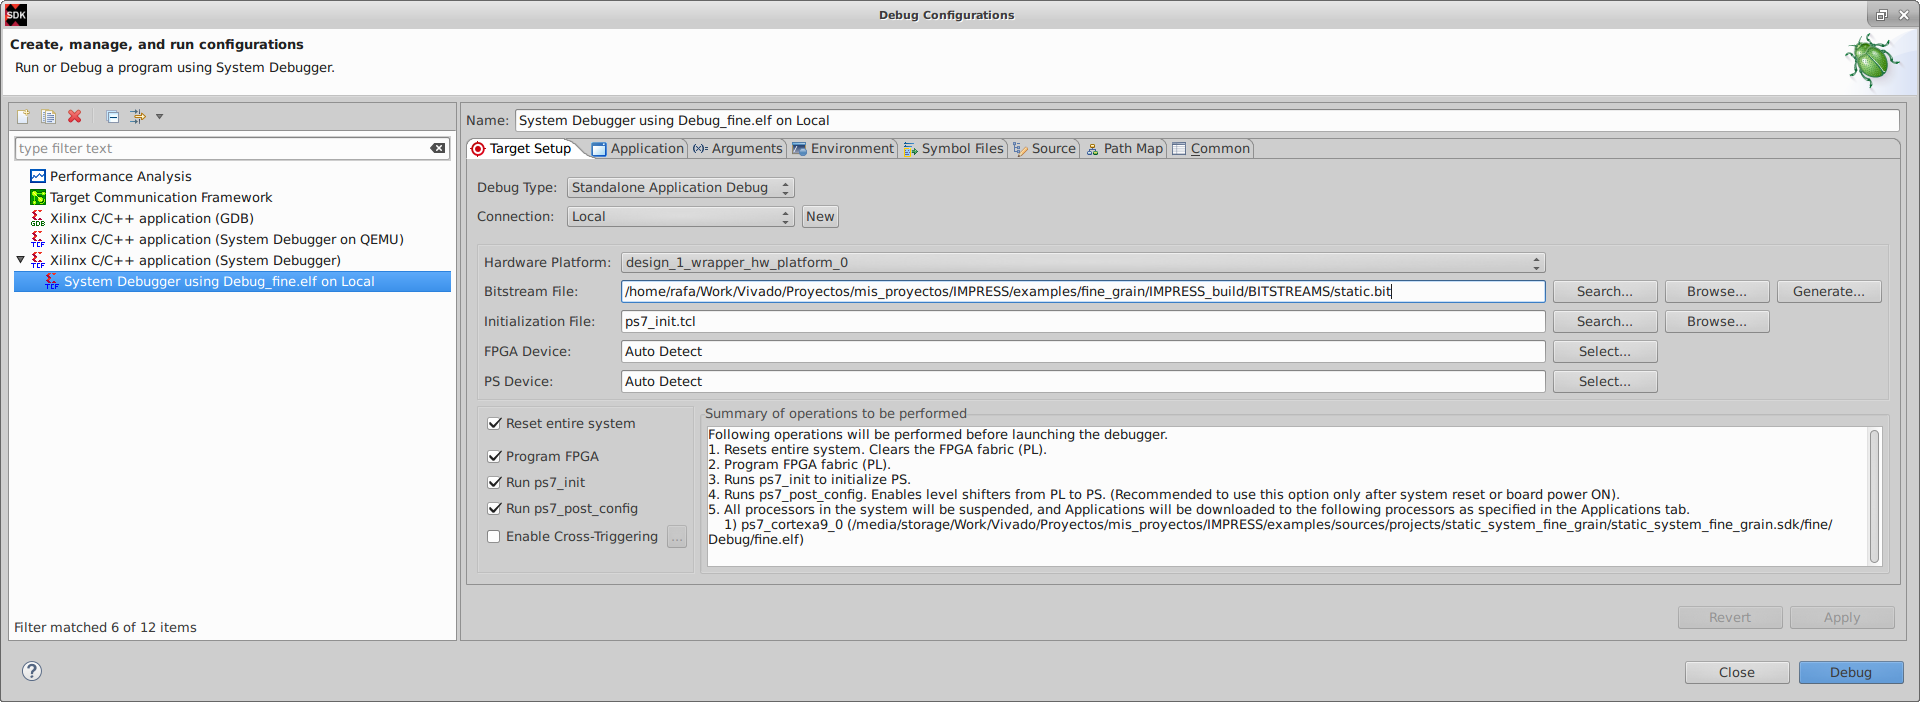 SDK
Debug Configurations
Create, manage, and run configurations
Run or Debug a program using System Debugger.
type filter text
Performance Analysis
Target Communication Framework
GDB Xilinx C/C++ application (GDB)
TCF Xilinx C/C++ application (System Debugger on QEMU)
TCF Xilinx C/C++ application (System Debugger)
TCF System Debugger using Debug_fine.elf on Local
Filter matched 6 of 12 items
Name: System Debugger using Debug_fine.elf on Local
Target Setup Application (x)= Arguments Environment Symbol Files Source Path Map Common
Debug Type: Standalone Application Debug
Connection: Local New
Hardware Platform: design_1_wrapper_hw_platform_0
Bitstream File: /home/rafa/Work/Vivado/Proyectos/mis_proyectos/IMPRESS/examples/fine_grain/IMPRESS_build/BITSTREAMS/static.bit Search... Browse... Generate...
Initialization File: ps7_init.tcl Search... Browse...
FPGA Device: Auto Detect Select...
PS Device: Auto Detect Select...
Reset entire system
Program FPGA
Run ps7_init
Run ps7_post_config
Enable Cross-Triggering ...
Summary of operations to be performed
Following operations will be performed before launching the debugger.
1. Resets entire system. Clears the FPGA fabric (PL).
2. Program FPGA fabric (PL).
3. Runs ps7_init to initialize PS.
4. Runs ps7_post_config. Enables level shifters from PL to PS. (Recommended to use this option only after system reset or board power ON).
5. All processors in the system will be suspended, and Applications will be downloaded to the following processors as specified in the Applications tab.
1) ps7_cortexa9_0 (/media/storage/Work/Vivado/Proyectos/mis_proyectos/IMPRESS/examples/sources/projects/static_system_fine_grain/static_system_fine_grain.sdk/fine/
Debug/fine.elf)
Revert Apply
? Close Debug